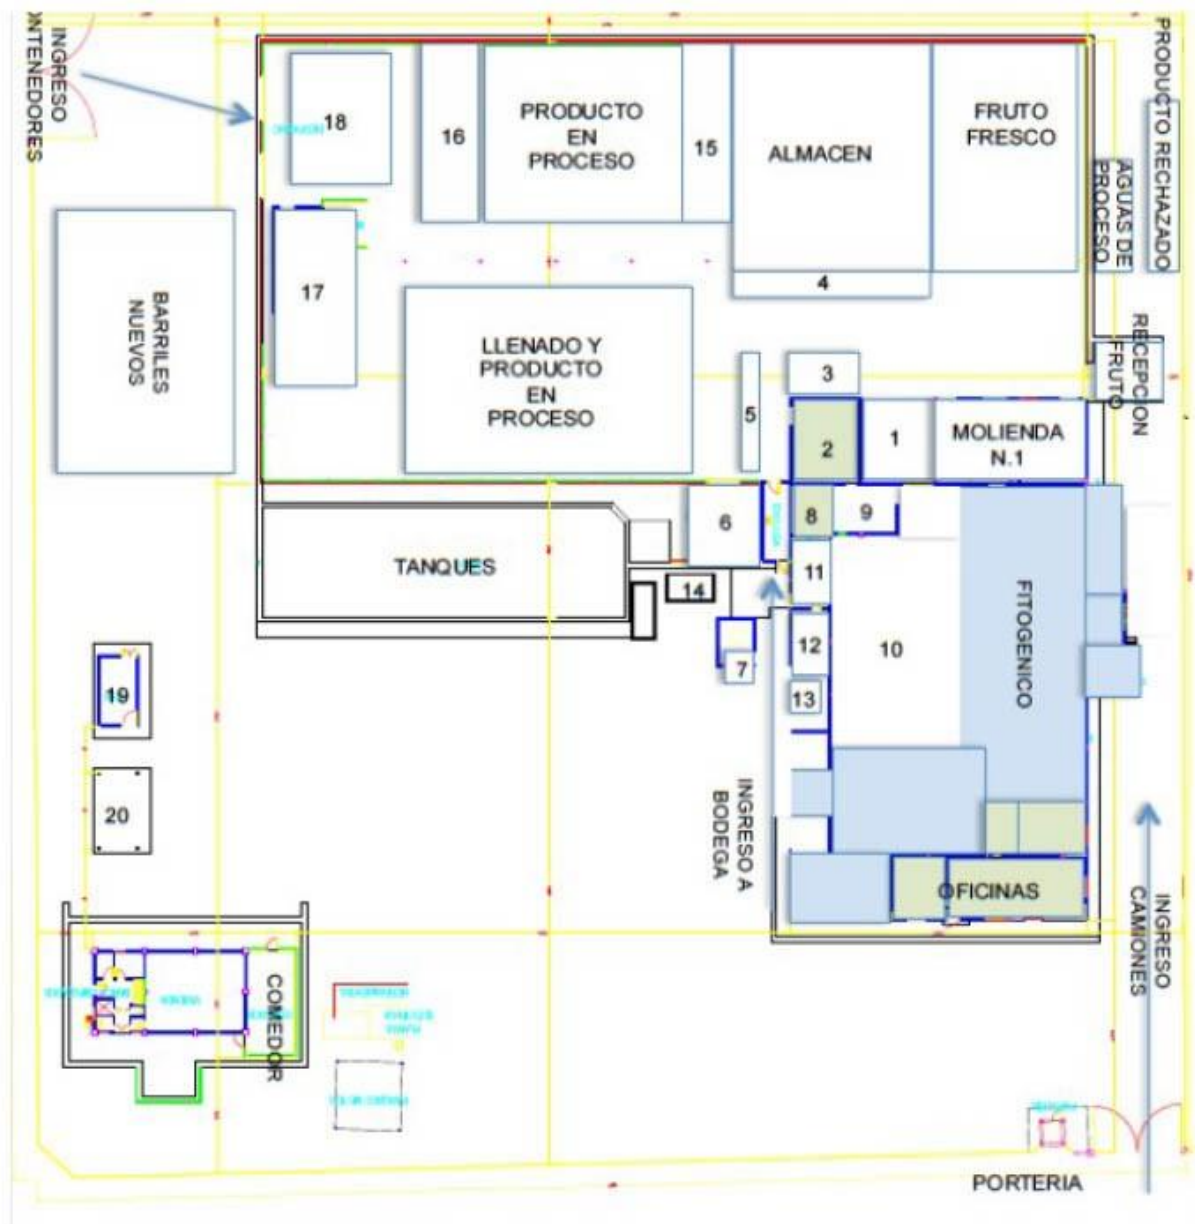 INGRESO
ONTENEDORES
18
16
PRODUCTO
EN
PROCESO
15
ALMACEN
FRUTO
FRESCO
PRODUCTO RECHAZADO
AGUAS DE
PROCESO
17
BARRILES
NUEVOS
4
LLENADO Y
PRODUCTO
EN
PROCESO
5
3
RECEPCION
FRUTO
2
1
MOLIENDA
N.1
6
8
9
TANQUES
14
11
7
12
10
13
FITOGENICO
19
20
INGRESO A
BODEGA
OFICINAS
INGRESO
CAMIONES
COMEDOR
PORTERIA